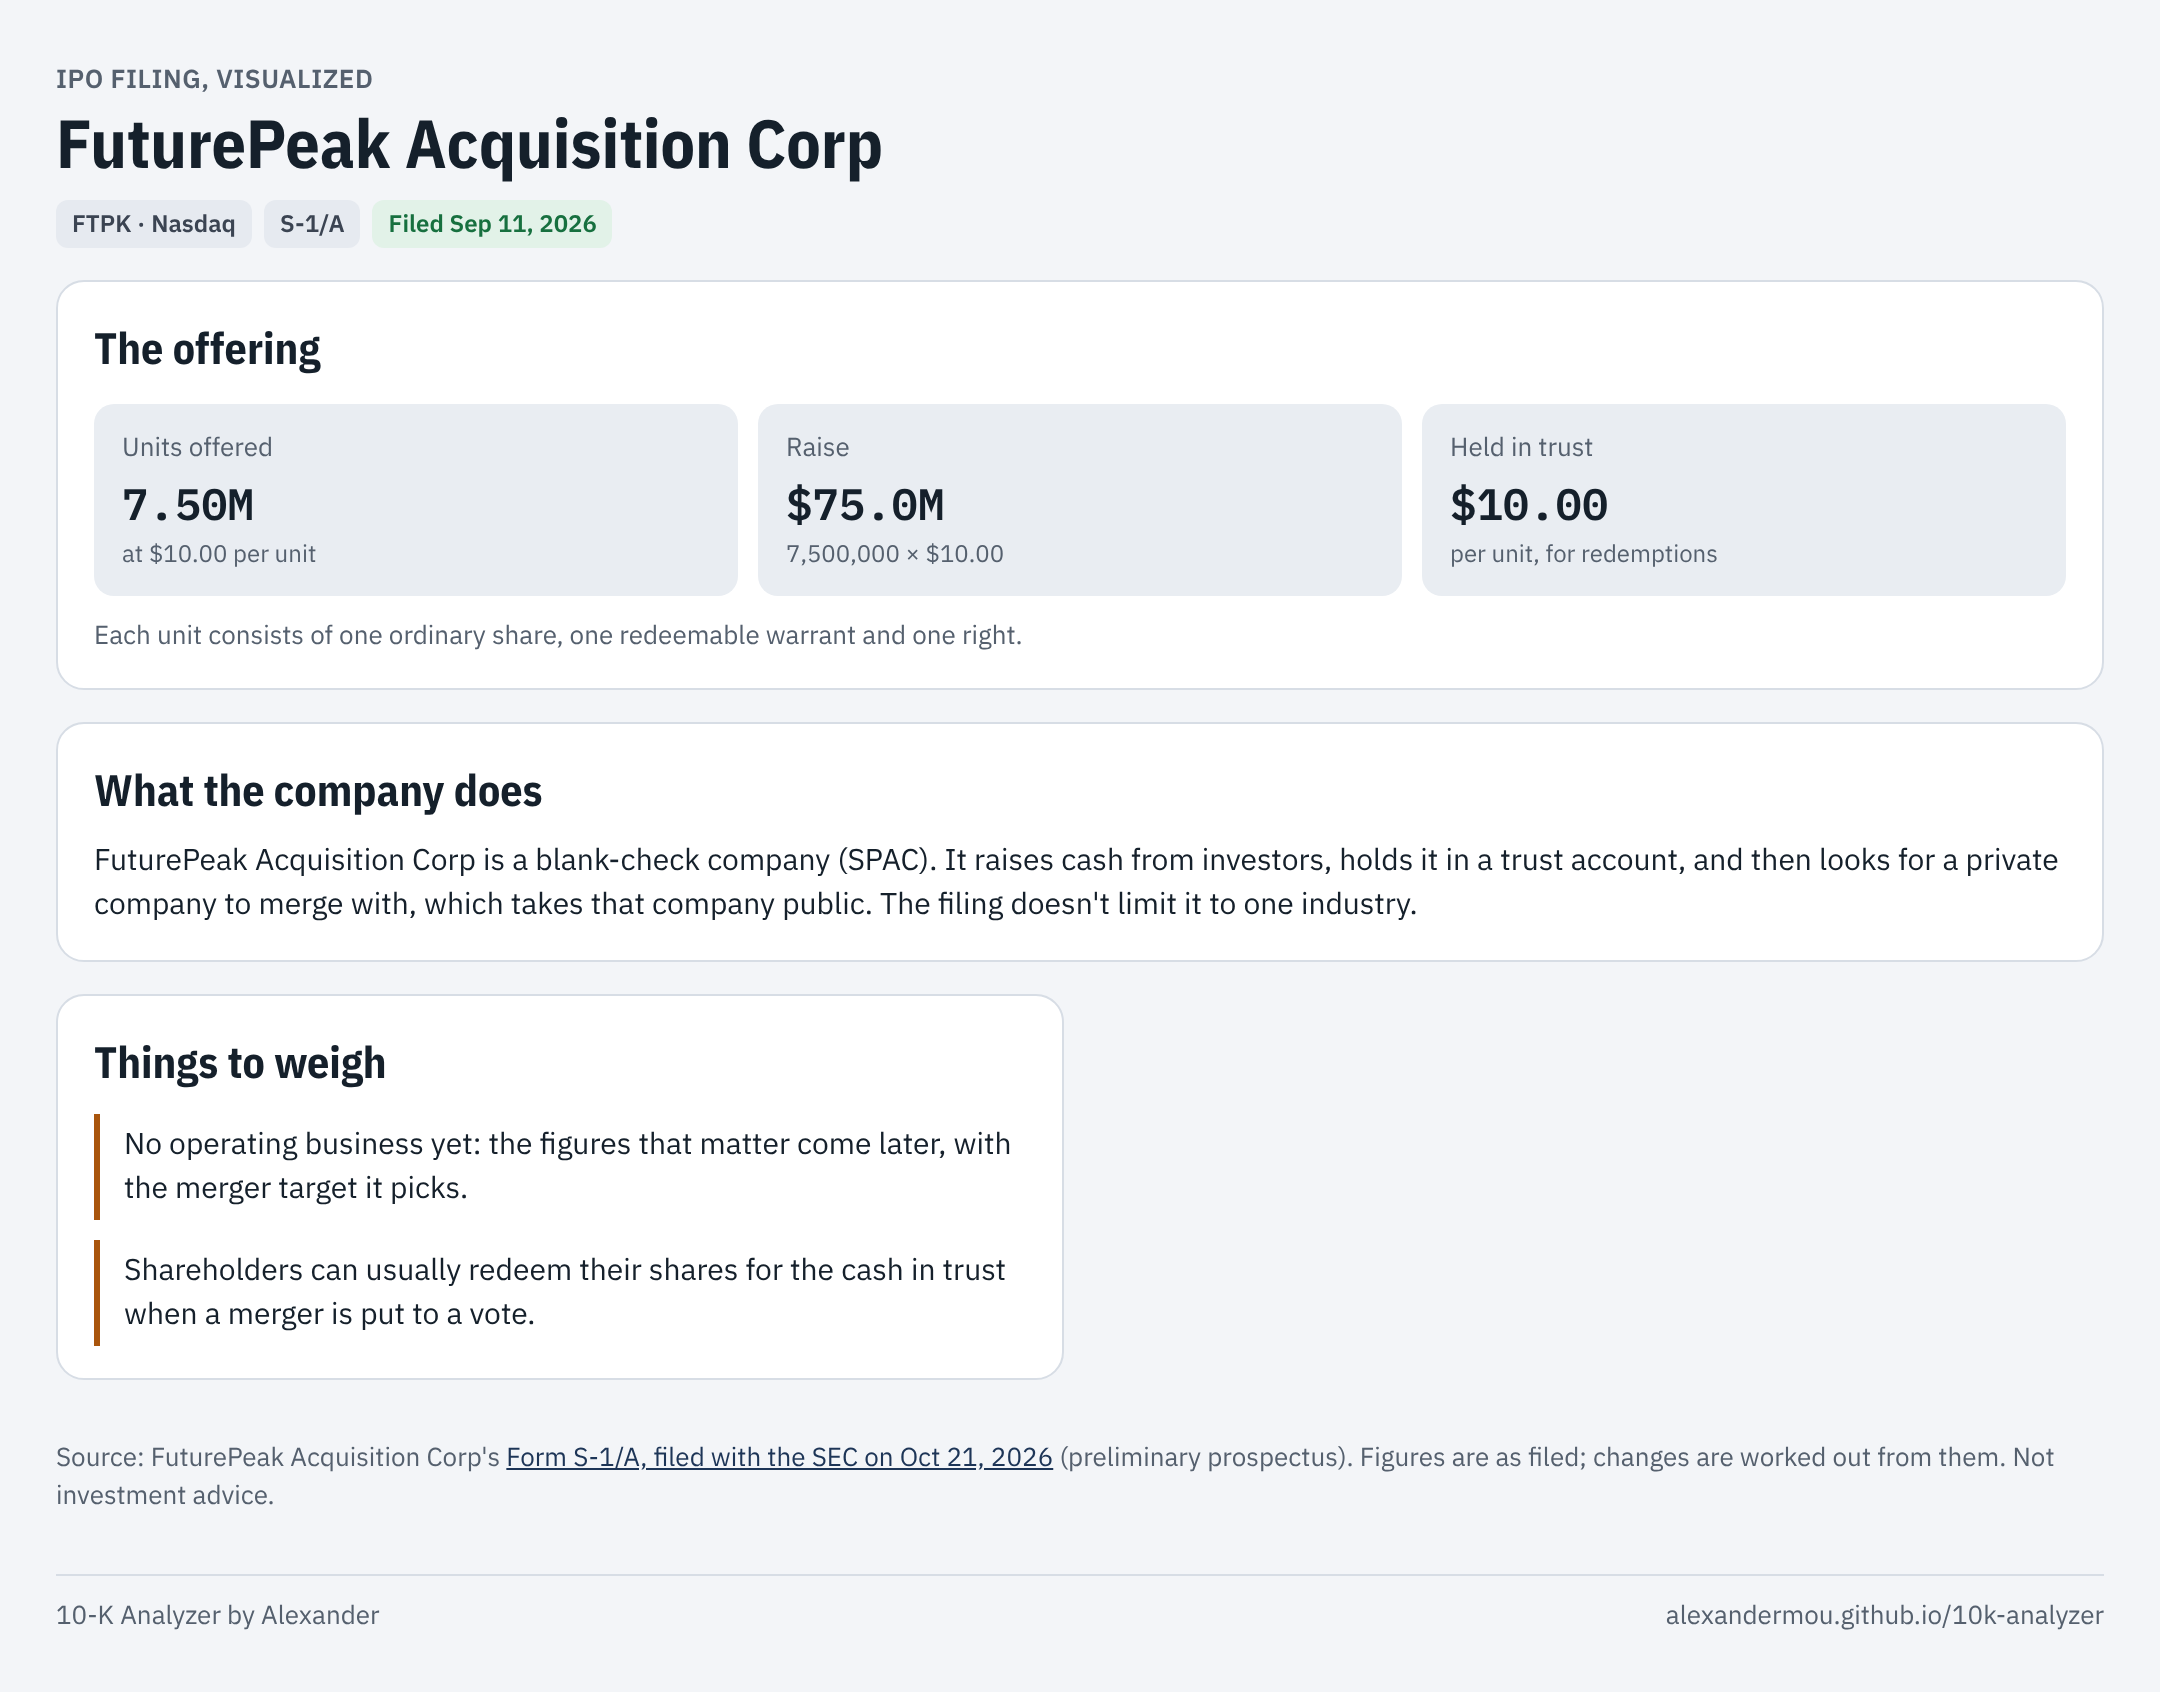 IPO FILING, VISUALIZED
FuturePeak Acquisition Corp
FTPK · Nasdaq
S-1/A
Filed Sep 11, 2026
The offering
Units offered
7.50M
at $10.00 per unit
Raise
$75.0M
7,500,000 × $10.00
Held in trust
$10.00
per unit, for redemptions
Each unit consists of one ordinary share, one redeemable warrant and one right.
What the company does
FuturePeak Acquisition Corp is a blank-check company (SPAC). It raises cash from investors, holds it in a trust account, and then looks for a private
company to merge with, which takes that company public. The filing doesn't limit it to one industry.
Things to weigh
No operating business yet: the figures that matter come later, with
the merger target it picks.
Shareholders can usually redeem their shares for the cash in trust
when a merger is put to a vote.
Source: FuturePeak Acquisition Corp's Form S-1/A, filed with the SEC on Oct 21, 2026 (preliminary prospectus). Figures are as filed; changes are worked out from them. Not
investment advice.
10-K Analyzer by Alexander
alexandermou.github.io/10k-analyzer